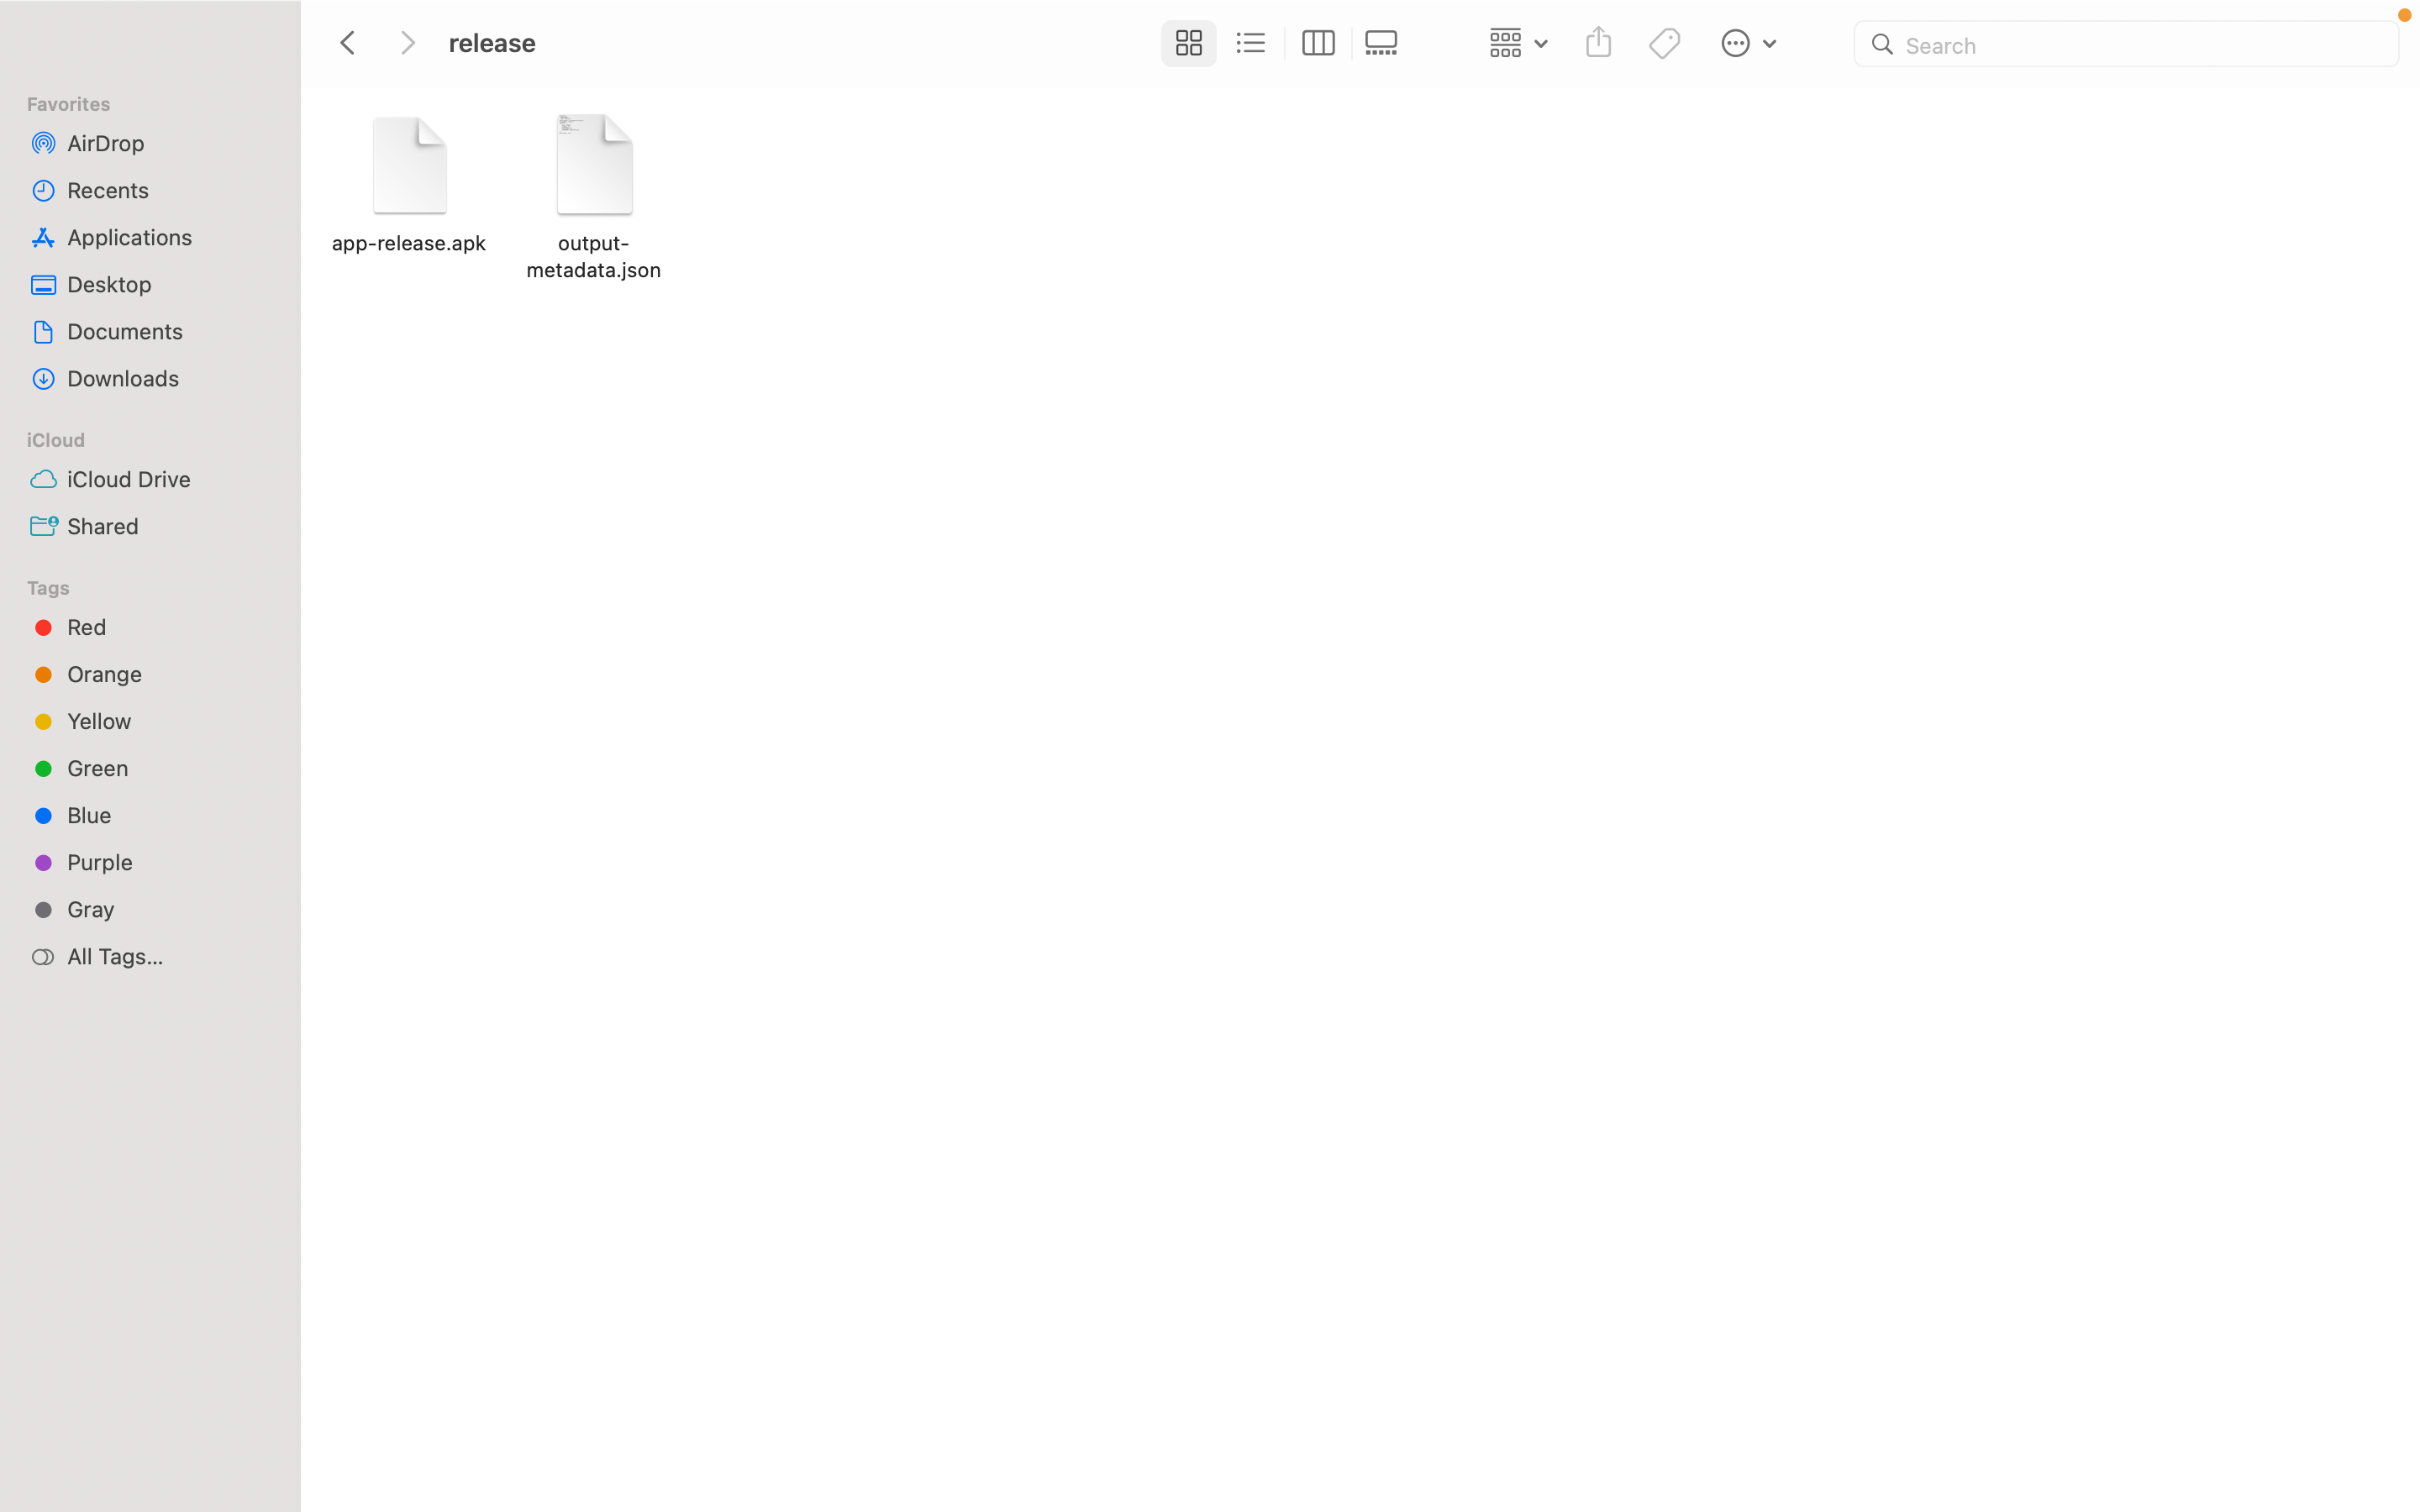 release
Search
Favorites
AirDrop
Recents
Applications
Desktop
Documents
Downloads
iCloud
iCloud Drive
Shared
Tags
Red
Orange
Yellow
Green
Blue
Purple
Gray
All Tags...
app-release.apk
output-
metadata.json